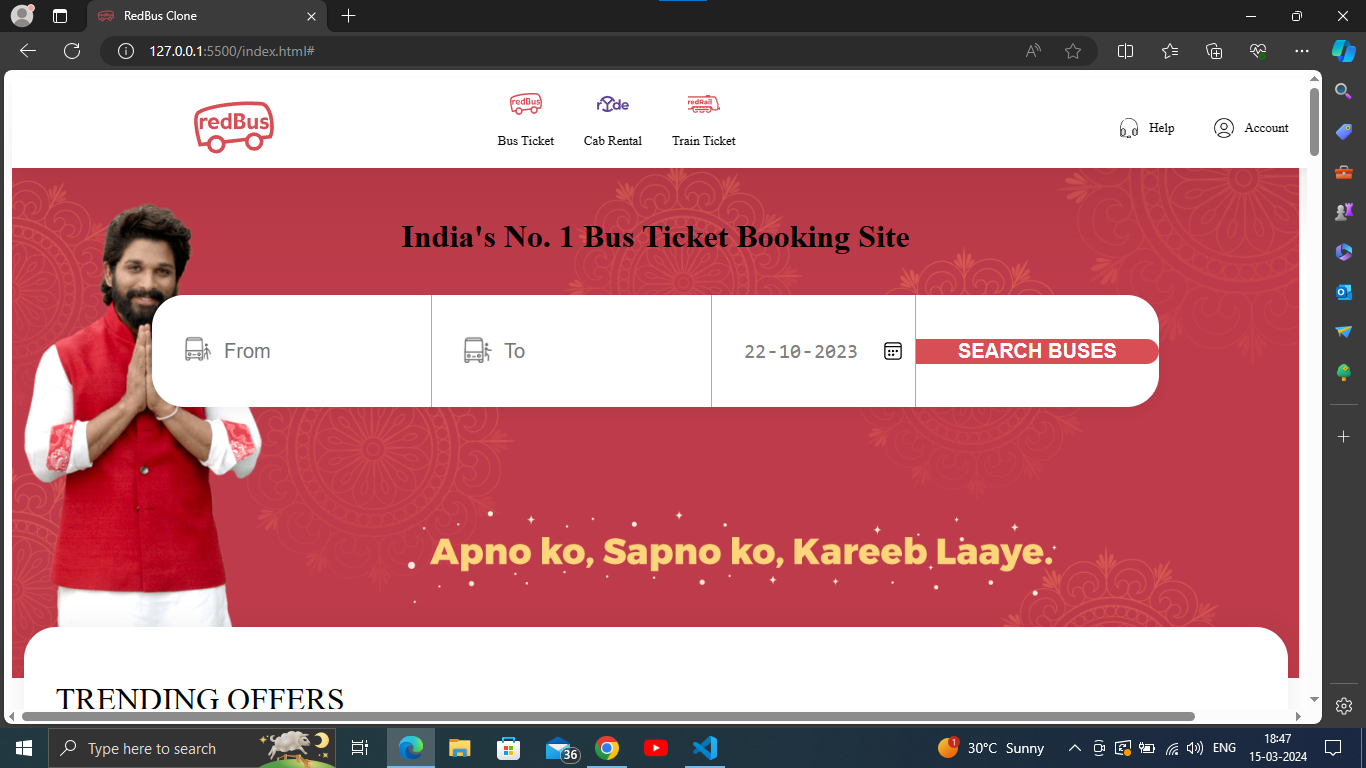 RedBus Clone
127.0.0.1:5500/index.html#
redBus
redBus
rYde
redRail
Bus Ticket
Cab Rental
Train Ticket
Help
Account
India's No. 1 Bus Ticket Booking Site
From
To
22-10-2023
SEARCH BUSES
Apno ko, Sapno ko, Kareeb Laaye.
TRENDING OFFERS
Type here to search
36
1
30°C Sunny
ENG
18:47
15-03-2024